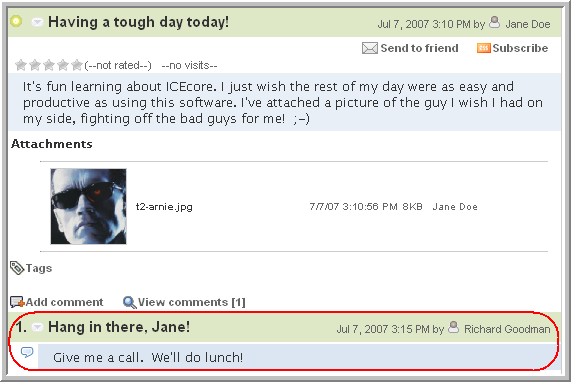 Having a tough day today! Jul 7, 2007 3:10 PM by Jane Doe
Send to friend Subscribe
(--not rated--) --no visits--
It's fun learning about ICEcore. I just wish the rest of my day were as easy and
productive as using this software. I've attached a picture of the guy I wish I had on
my side, fighting off the bad guys for me! ;-)
Attachments
t2-arnie.jpg 7/7/07 3:10:56 PM 8KB Jane Doe
Tags
Add comment View comments [1]
1. Hang in there, Jane! Jul 7, 2007 3:15 PM by Richard Goodman
Give me a call. We'll do lunch!